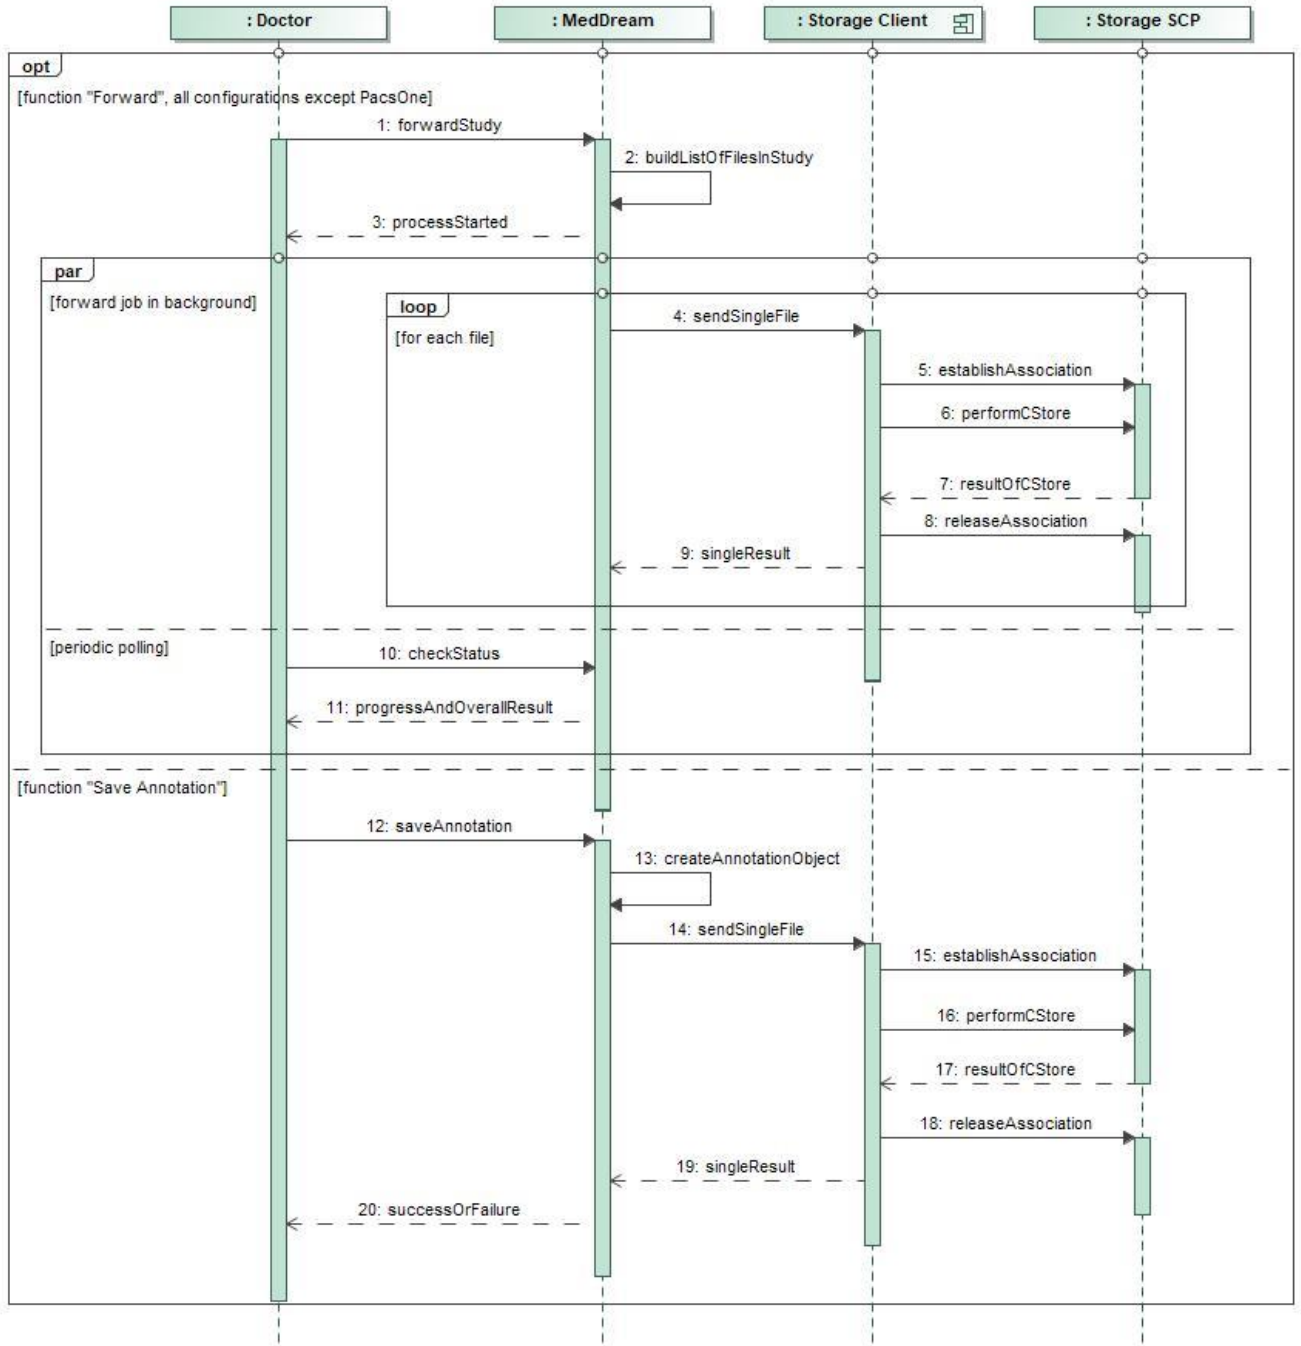 : Doctor
: MedDream
: Storage Client
: Storage SCP
opt
[function "Forward", all configurations except PacsOne]
1: forwardStudy
2: buildListOfFilesInStudy
3: processStarted
par
[forward job in background]
loop
[for each file]
4: sendSingleFile
5: establishAssociation
6: performCStore
7: resultOfCStore
8: releaseAssociation
9: singleResult
[periodic polling]
10: checkStatus
11: progressAndOverallResult
[function "Save Annotation"]
12: saveAnnotation
13: createAnnotationObject
14: sendSingleFile
15: establishAssociation
16: performCStore
17: resultOfCStore
18: releaseAssociation
19: singleResult
20: successOrFailure